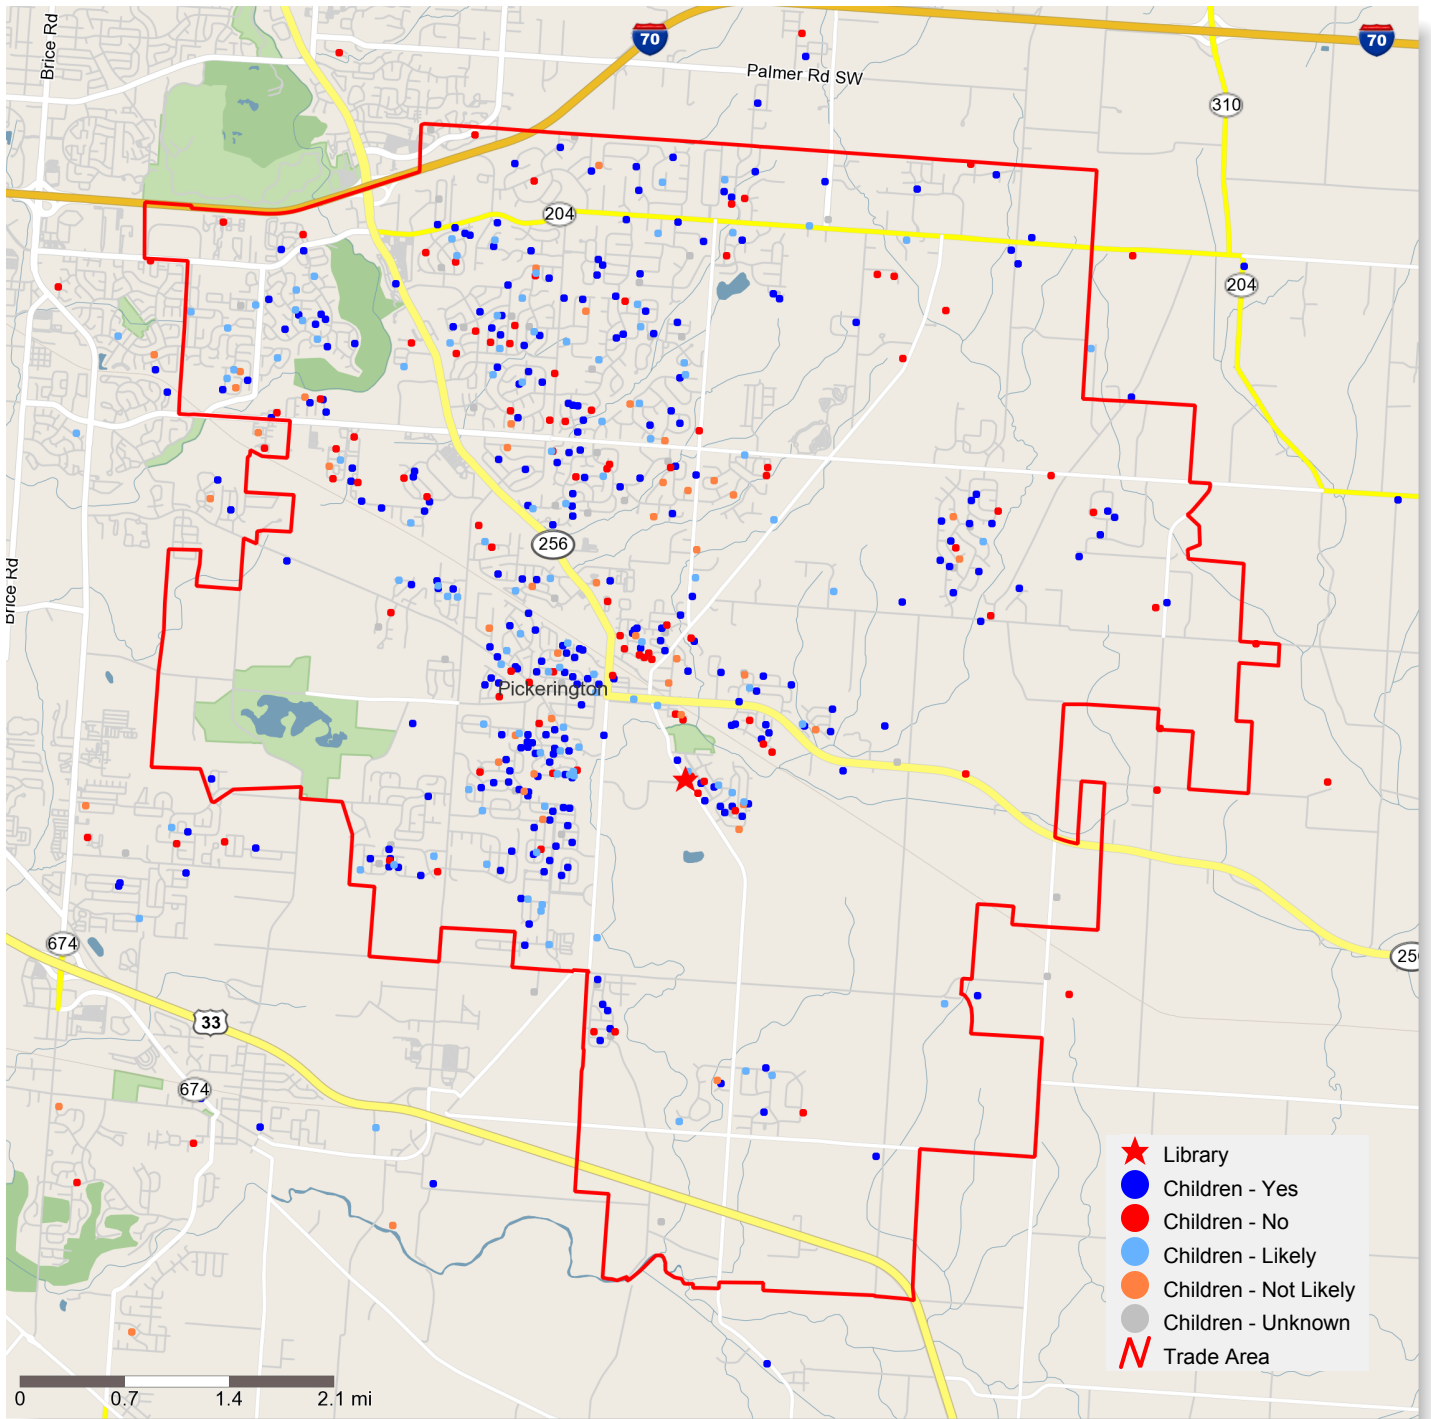 Brice Rd
70
70
Palmer Rd SW
310
204
204
256
Brice Rd
Pickerington
674
25
33
674
Library
Children - Yes
Children - No
Children - Likely
Children - Not Likely
Children - Unknown
Trade Area
0 0.7 1.4 2.1 mi